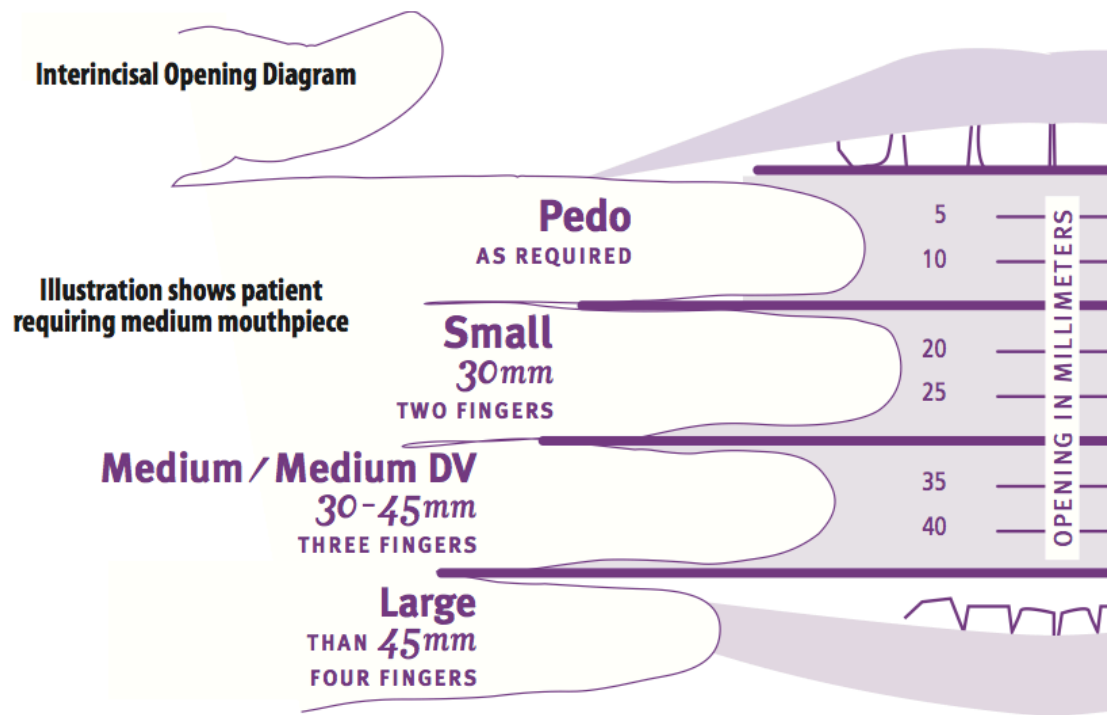 Interincisal Opening Diagram
Pedo
AS REQUIRED
5
10
Illustration shows patient
requiring medium mouthpiece
Small
30mm
TWO FINGERS
20
25
OPENING IN MILLIMETERS
Medium / Medium DV
30-45mm
THREE FINGERS
35
40
Large
THAN 45mm
FOUR FINGERS